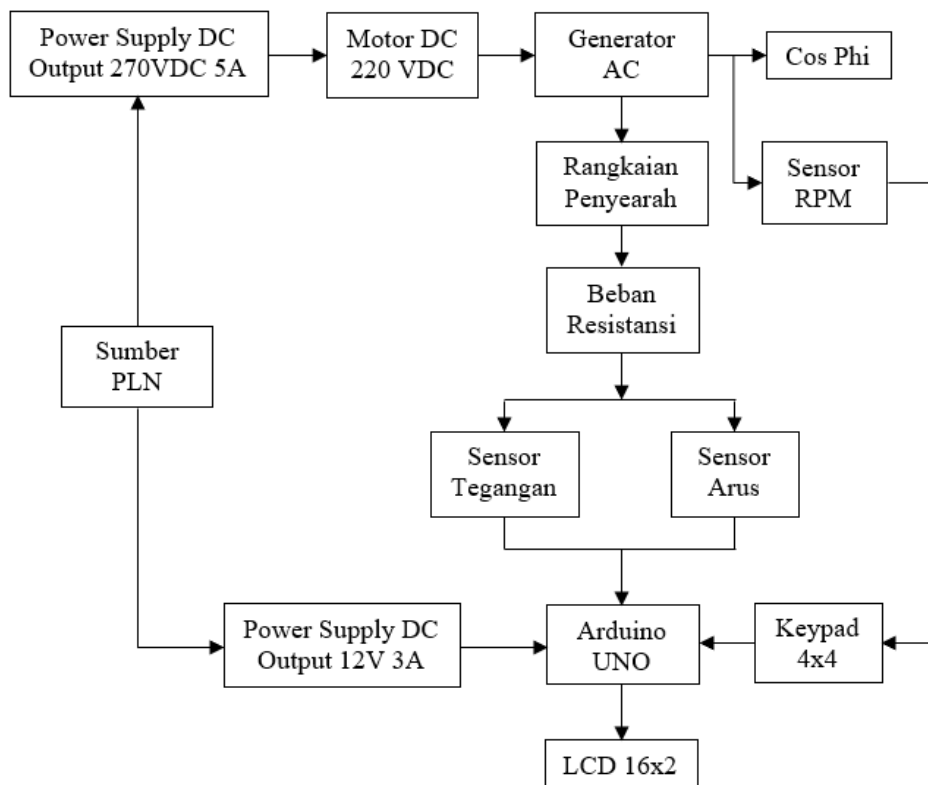 Power Supply DC
Output 270VDC 5A
Motor DC
220 VDC
Generator
AC
Cos Phi
Rangkaian
Penyearah
Sensor
RPM
Beban
Resistansi
Sumber
PLN
Sensor
Tegangan
Sensor
Arus
Power Supply DC
Output 12V 3A
Arduino
UNO
Keypad
4x4
LCD 16x2